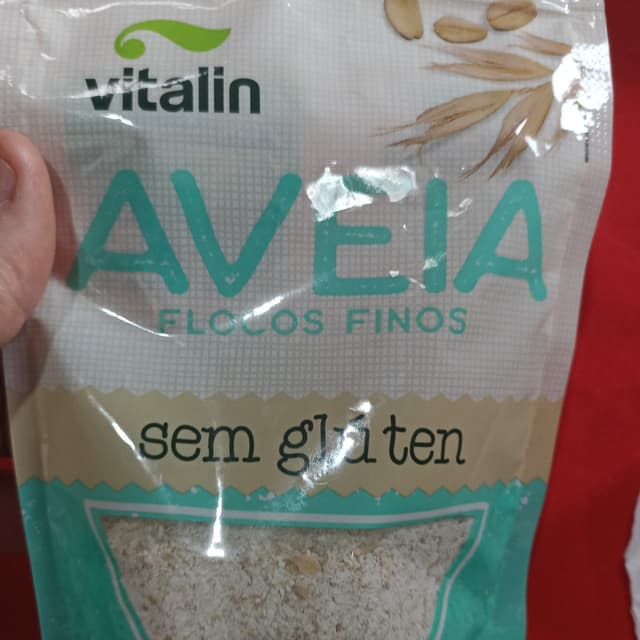 vitalin
AVEIA
FLOCOS FINOS
sem glúten